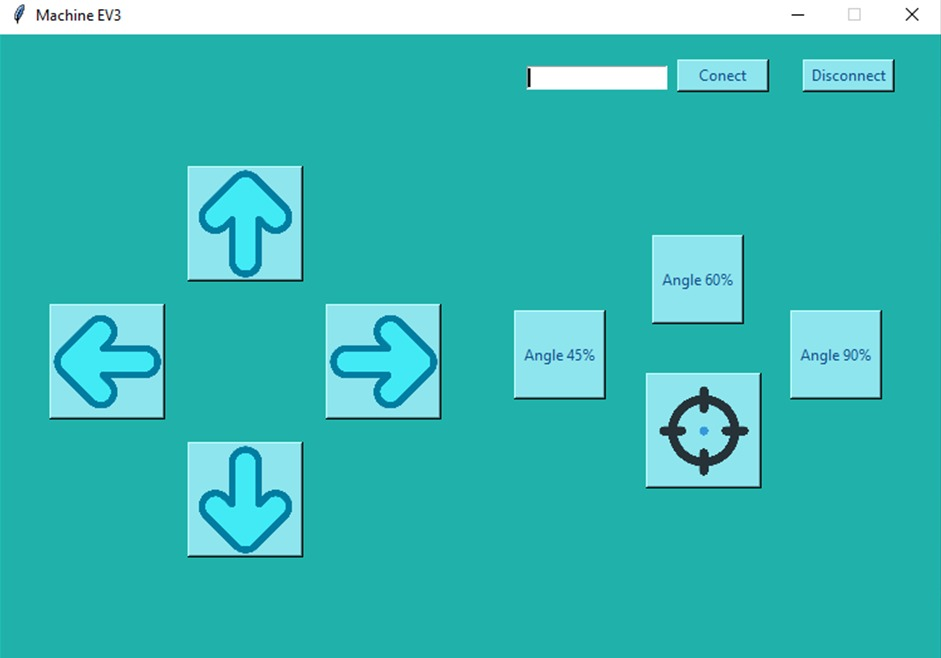 Machine EV3
Conect
Disconnect
Angle 60%
Angle 45%
Angle 90%